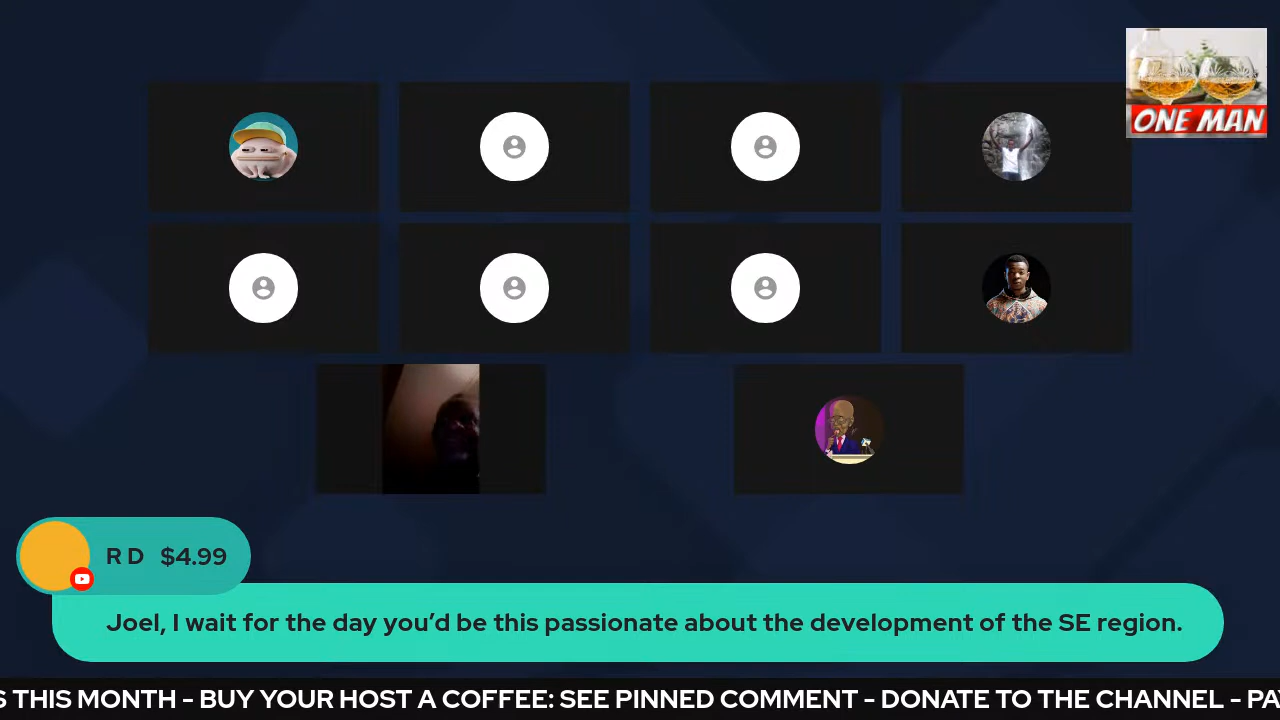 ONE MAN
R D $4.99
Joel, I wait for the day you’d be this passionate about the development of the SE region.
S THIS MONTH - BUY YOUR HOST A COFFEE: SEE PINNED COMMENT - DONATE TO THE CHANNEL - PA